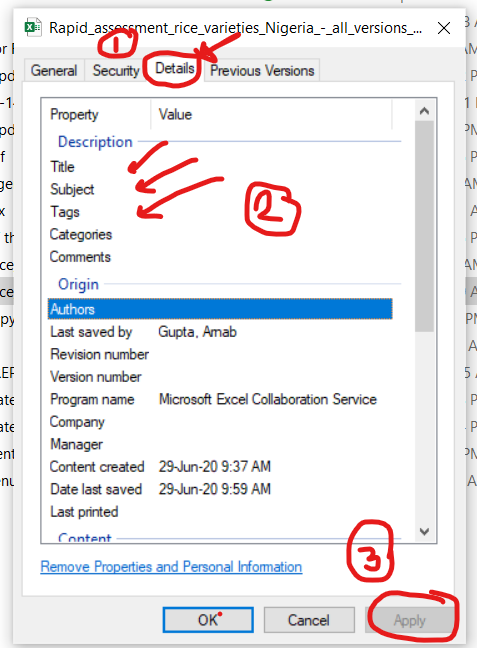 Rapid_assessment_rice_varieties_Nigeria_-_all_versions_...
1
General Security Details Previous Versions
Property Value
Description
Title
Subject
Tags
2
Categories
Comments
Origin
Authors
Last saved by Gupta, Arnab
Revision number
Version number
Program name Microsoft Excel Collaboration Service
Company
Manager
Content created 29-Jun-20 9:37 AM
Date last saved 29-Jun-20 9:59 AM
Last printed
Content
3
Remove Properties and Personal Information
OK Cancel Apply